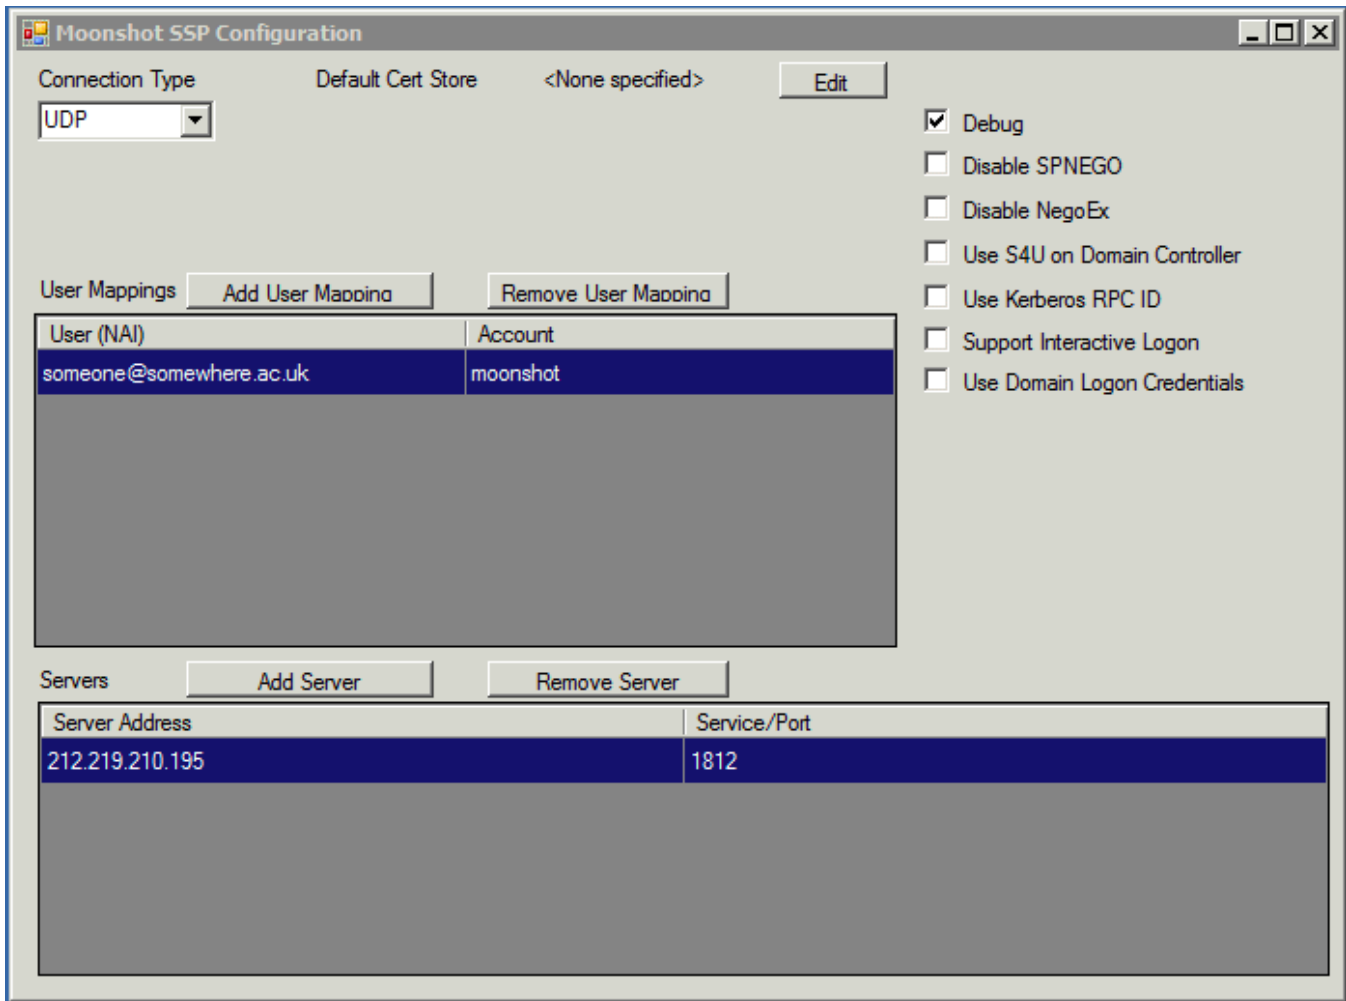 Moonshot SSP Configuration
Connection Type Default Cert Store <None specified> Edit
UDP
Debug
Disable SPNEGO
Disable NegoEx
Use S4U on Domain Controller
Use Kerberos RPC ID
Support Interactive Logon
Use Domain Logon Credentials
User Mappings Add User Mapping Remove User Mapping
User (NAI) Account
someone@somewhere.ac.uk moonshot
Servers Add Server Remove Server
Server Address Service/Port
212.219.210.195 1812